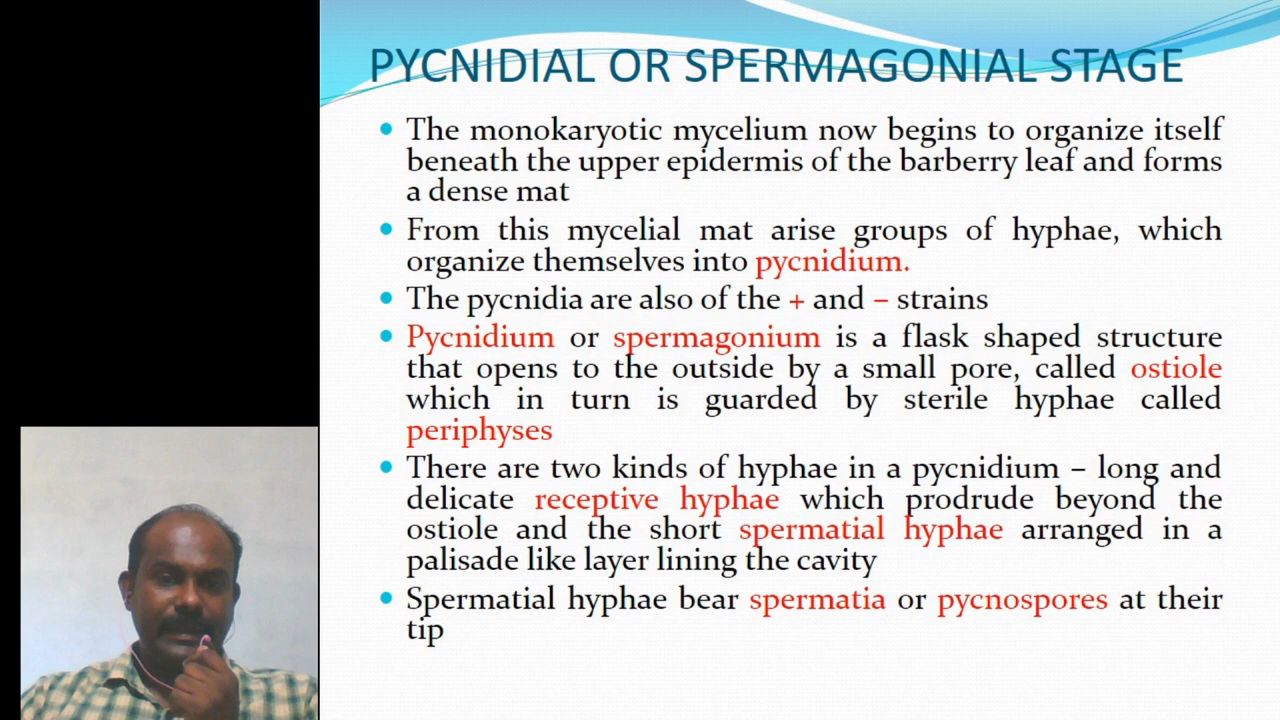 PYCNIDIAL OR SPERMAGONIAL STAGE
• The monokaryotic mycelium now begins to organize itself
beneath the upper epidermis of the barberry leaf and forms
a dense mat
• From this mycelial mat arise groups of hyphae, which
organize themselves into pycnidium.
• The pycnidia are also of the + and – strains
• Pycnidium or spermagonium is a flask shaped structure
that opens to the outside by a small pore, called ostiole
which in turn is guarded by sterile hyphae called
periphyses
• There are two kinds of hyphae in a pycnidium – long and
delicate receptive hyphae which prodrude beyond the
ostiole and the short spermatial hyphae arranged in a
palisade like layer lining the cavity
• Spermatial hyphae bear spermatia or pycnospores at their
tip